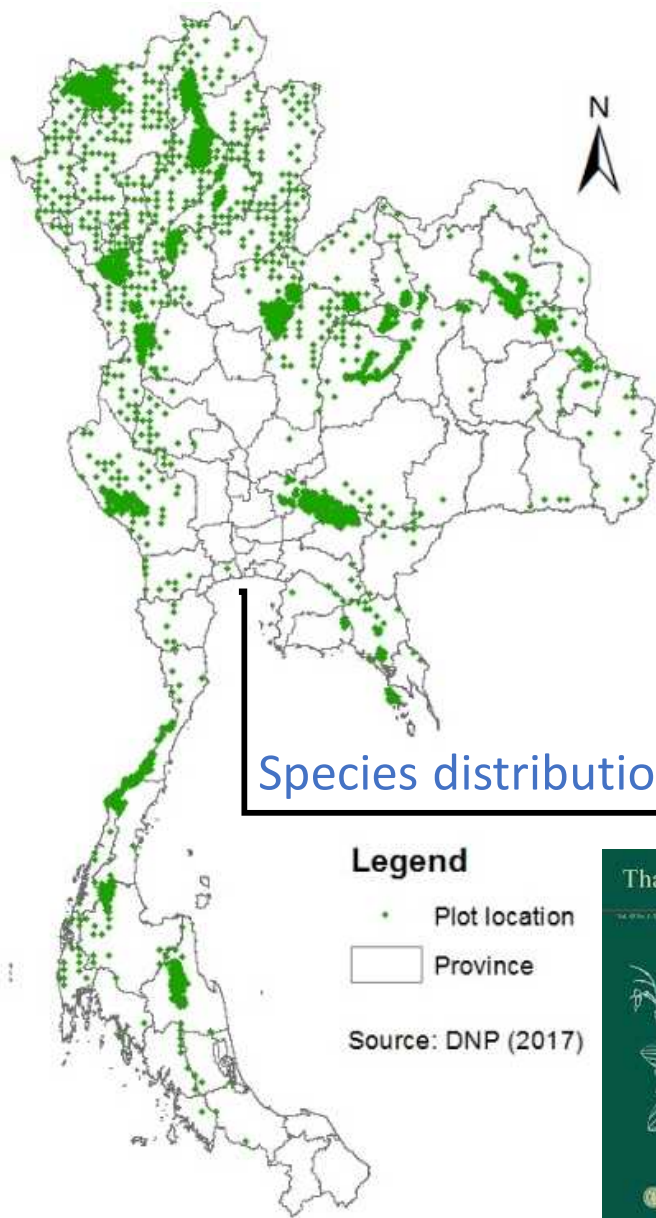 N
Species distributio
Legend
Plot location
Province
Source: DNP (2017)
Tha